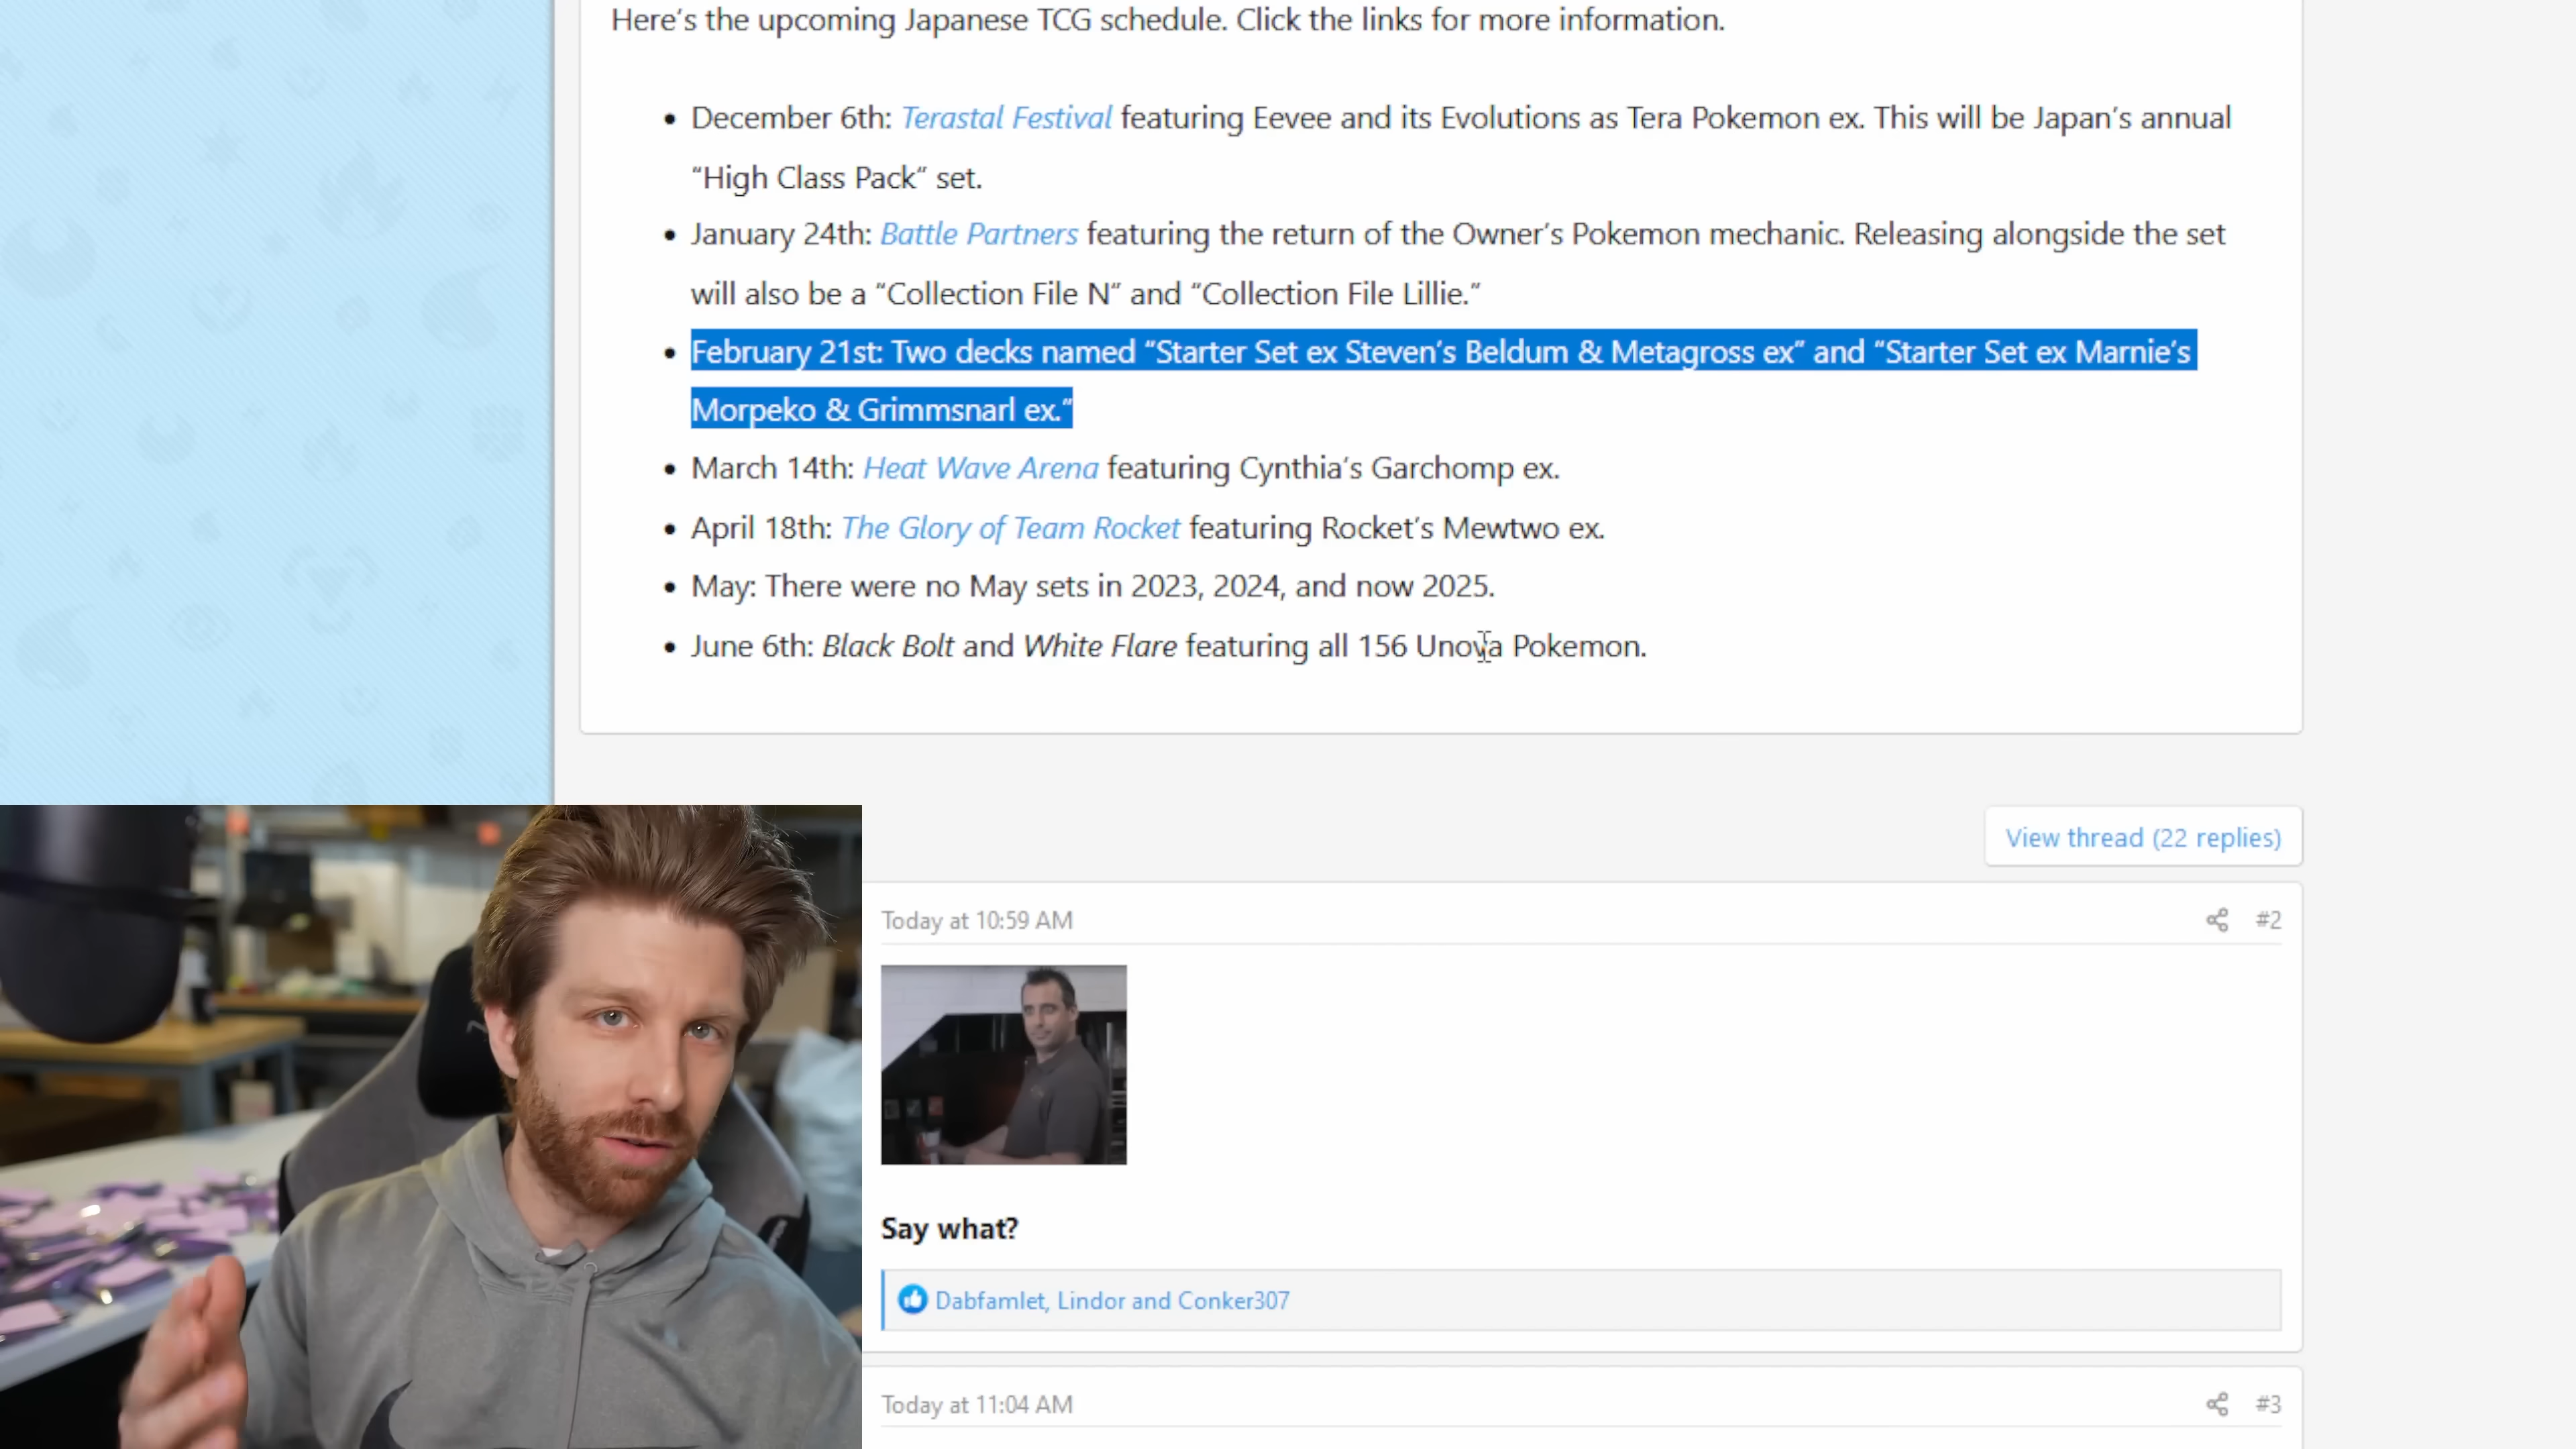 Here's the upcoming Japanese TCG schedule. Click the links for more information.
• December 6th: Terastal Festival featuring Eevee and its Evolutions as Tera Pokemon ex. This will be Japan's annual
“High Class Pack” set.
• January 24th: Battle Partners featuring the return of the Owner's Pokemon mechanic. Releasing alongside the set
will also be a “Collection File N” and “Collection File Lillie.”
• February 21st: Two decks named “Starter Set ex Steven's Beldum & Metagross ex” and “Starter Set ex Marnie's
Morpeko & Grimmsnarl ex.”
• March 14th: Heat Wave Arena featuring Cynthia's Garchomp ex.
• April 18th: The Glory of Team Rocket featuring Rocket's Mewtwo ex.
• May: There were no May sets in 2023, 2024, and now 2025.
• June 6th: Black Bolt and White Flare featuring all 156 Unova Pokemon.
View thread (22 replies)
Today at 10:59 AM #2
Say what?
Dabfamlet, Lindor and Conker307
Today at 11:04 AM #3